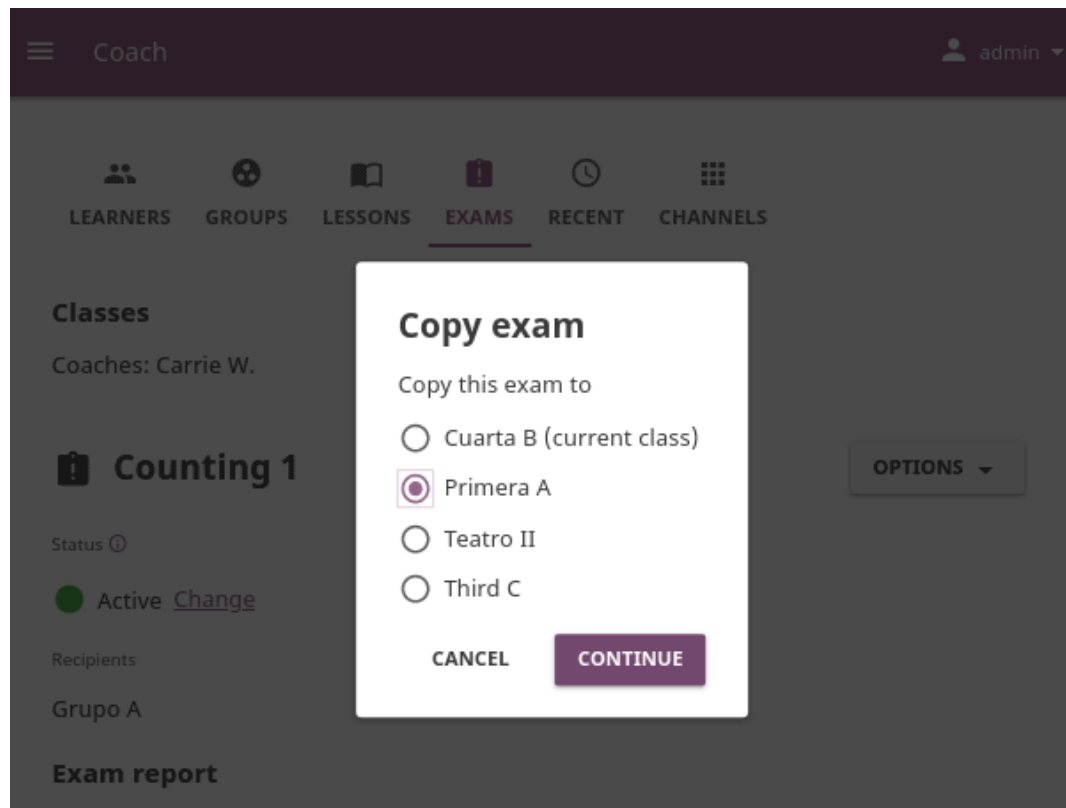 Coach
admin
LEARNERS GROUPS LESSONS EXAMS RECENT CHANNELS
Classes
Coaches: Carrie W.
Copy exam
Copy this exam to
Cuarta B (current class)
Primera A
Teatro II
Third C
CANCEL CONTINUE
Counting 1
OPTIONS
Status
Active Change
Recipients
Grupo A
Exam report